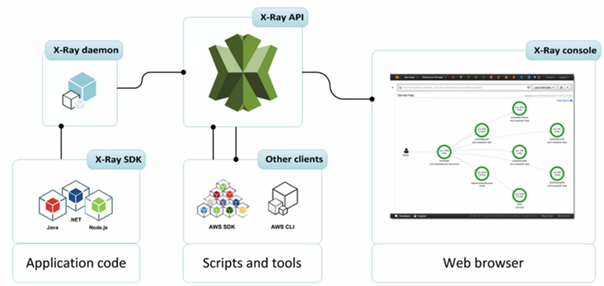 X-Ray daemon
X-Ray API
X-Ray console
Service map
X-Ray SDK
Java
.NET
Node.js
Other clients
AWS SDK
AWS CLI
Application code
Scripts and tools
Web browser